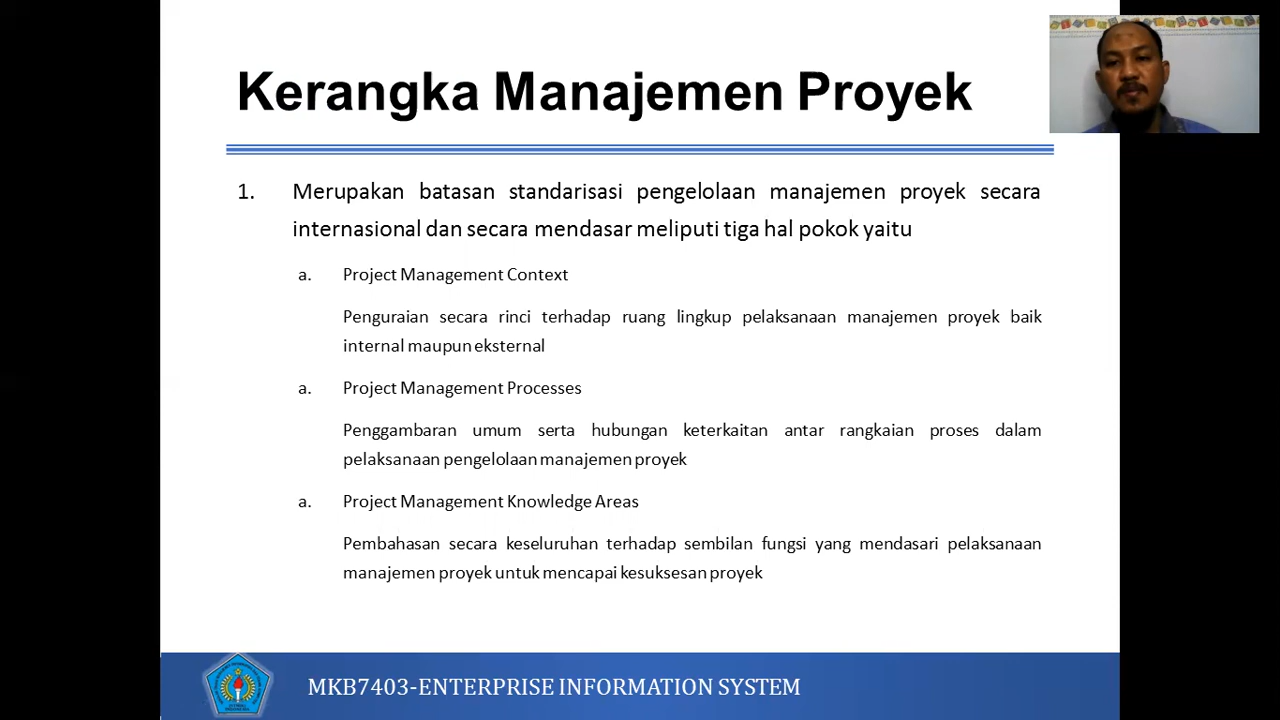 Kerangka Manajemen Proyek
1. Merupakan batasan standarisasi pengelolaan manajemen proyek secara
internasional dan secara mendasar meliputi tiga hal pokok yaitu
a. Project Management Context
Penguraian secara rinci terhadap ruang lingkup pelaksanaan manajemen proyek baik
internal maupun eksternal
a. Project Management Processes
Penggambaran umum serta hubungan keterkaitan antar rangkaian proses dalam
pelaksanaan pengelolaan manajemen proyek
a. Project Management Knowledge Areas
Pembahasan secara keseluruhan terhadap sembilan fungsi yang mendasari pelaksanaan
manajemen proyek untuk mencapai kesuksesan proyek
MKB7403-ENTERPRISE INFORMATION SYSTEM